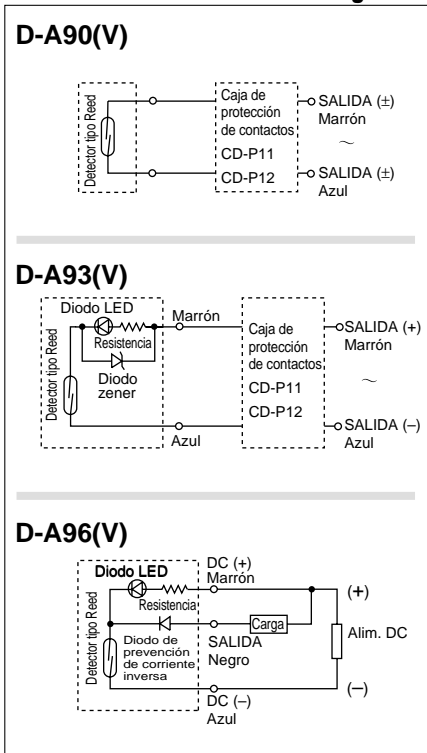 D-A90(V)
Detector tipo Reed
Caja de
protección
de contactos
CD-P11
CD-P12
SALIDA (±)
Marrón
~
SALIDA (±)
Azul
D-A93(V)
Diodo LED
Resistencia
Diodo
zener
Detector tipo Reed
Marrón
Azul
Caja de
protección
de contactos
CD-P11
CD-P12
SALIDA (+)
Marrón
~
SALIDA (–)
Azul
D-A96(V)
Diodo LED
Resistencia
Diodo de
prevención
de corriente
inversa
Detector tipo Reed
DC (+)
Marrón
Carga
SALIDA
Negro
DC (–)
Azul
(+)
Alim. DC
(–)